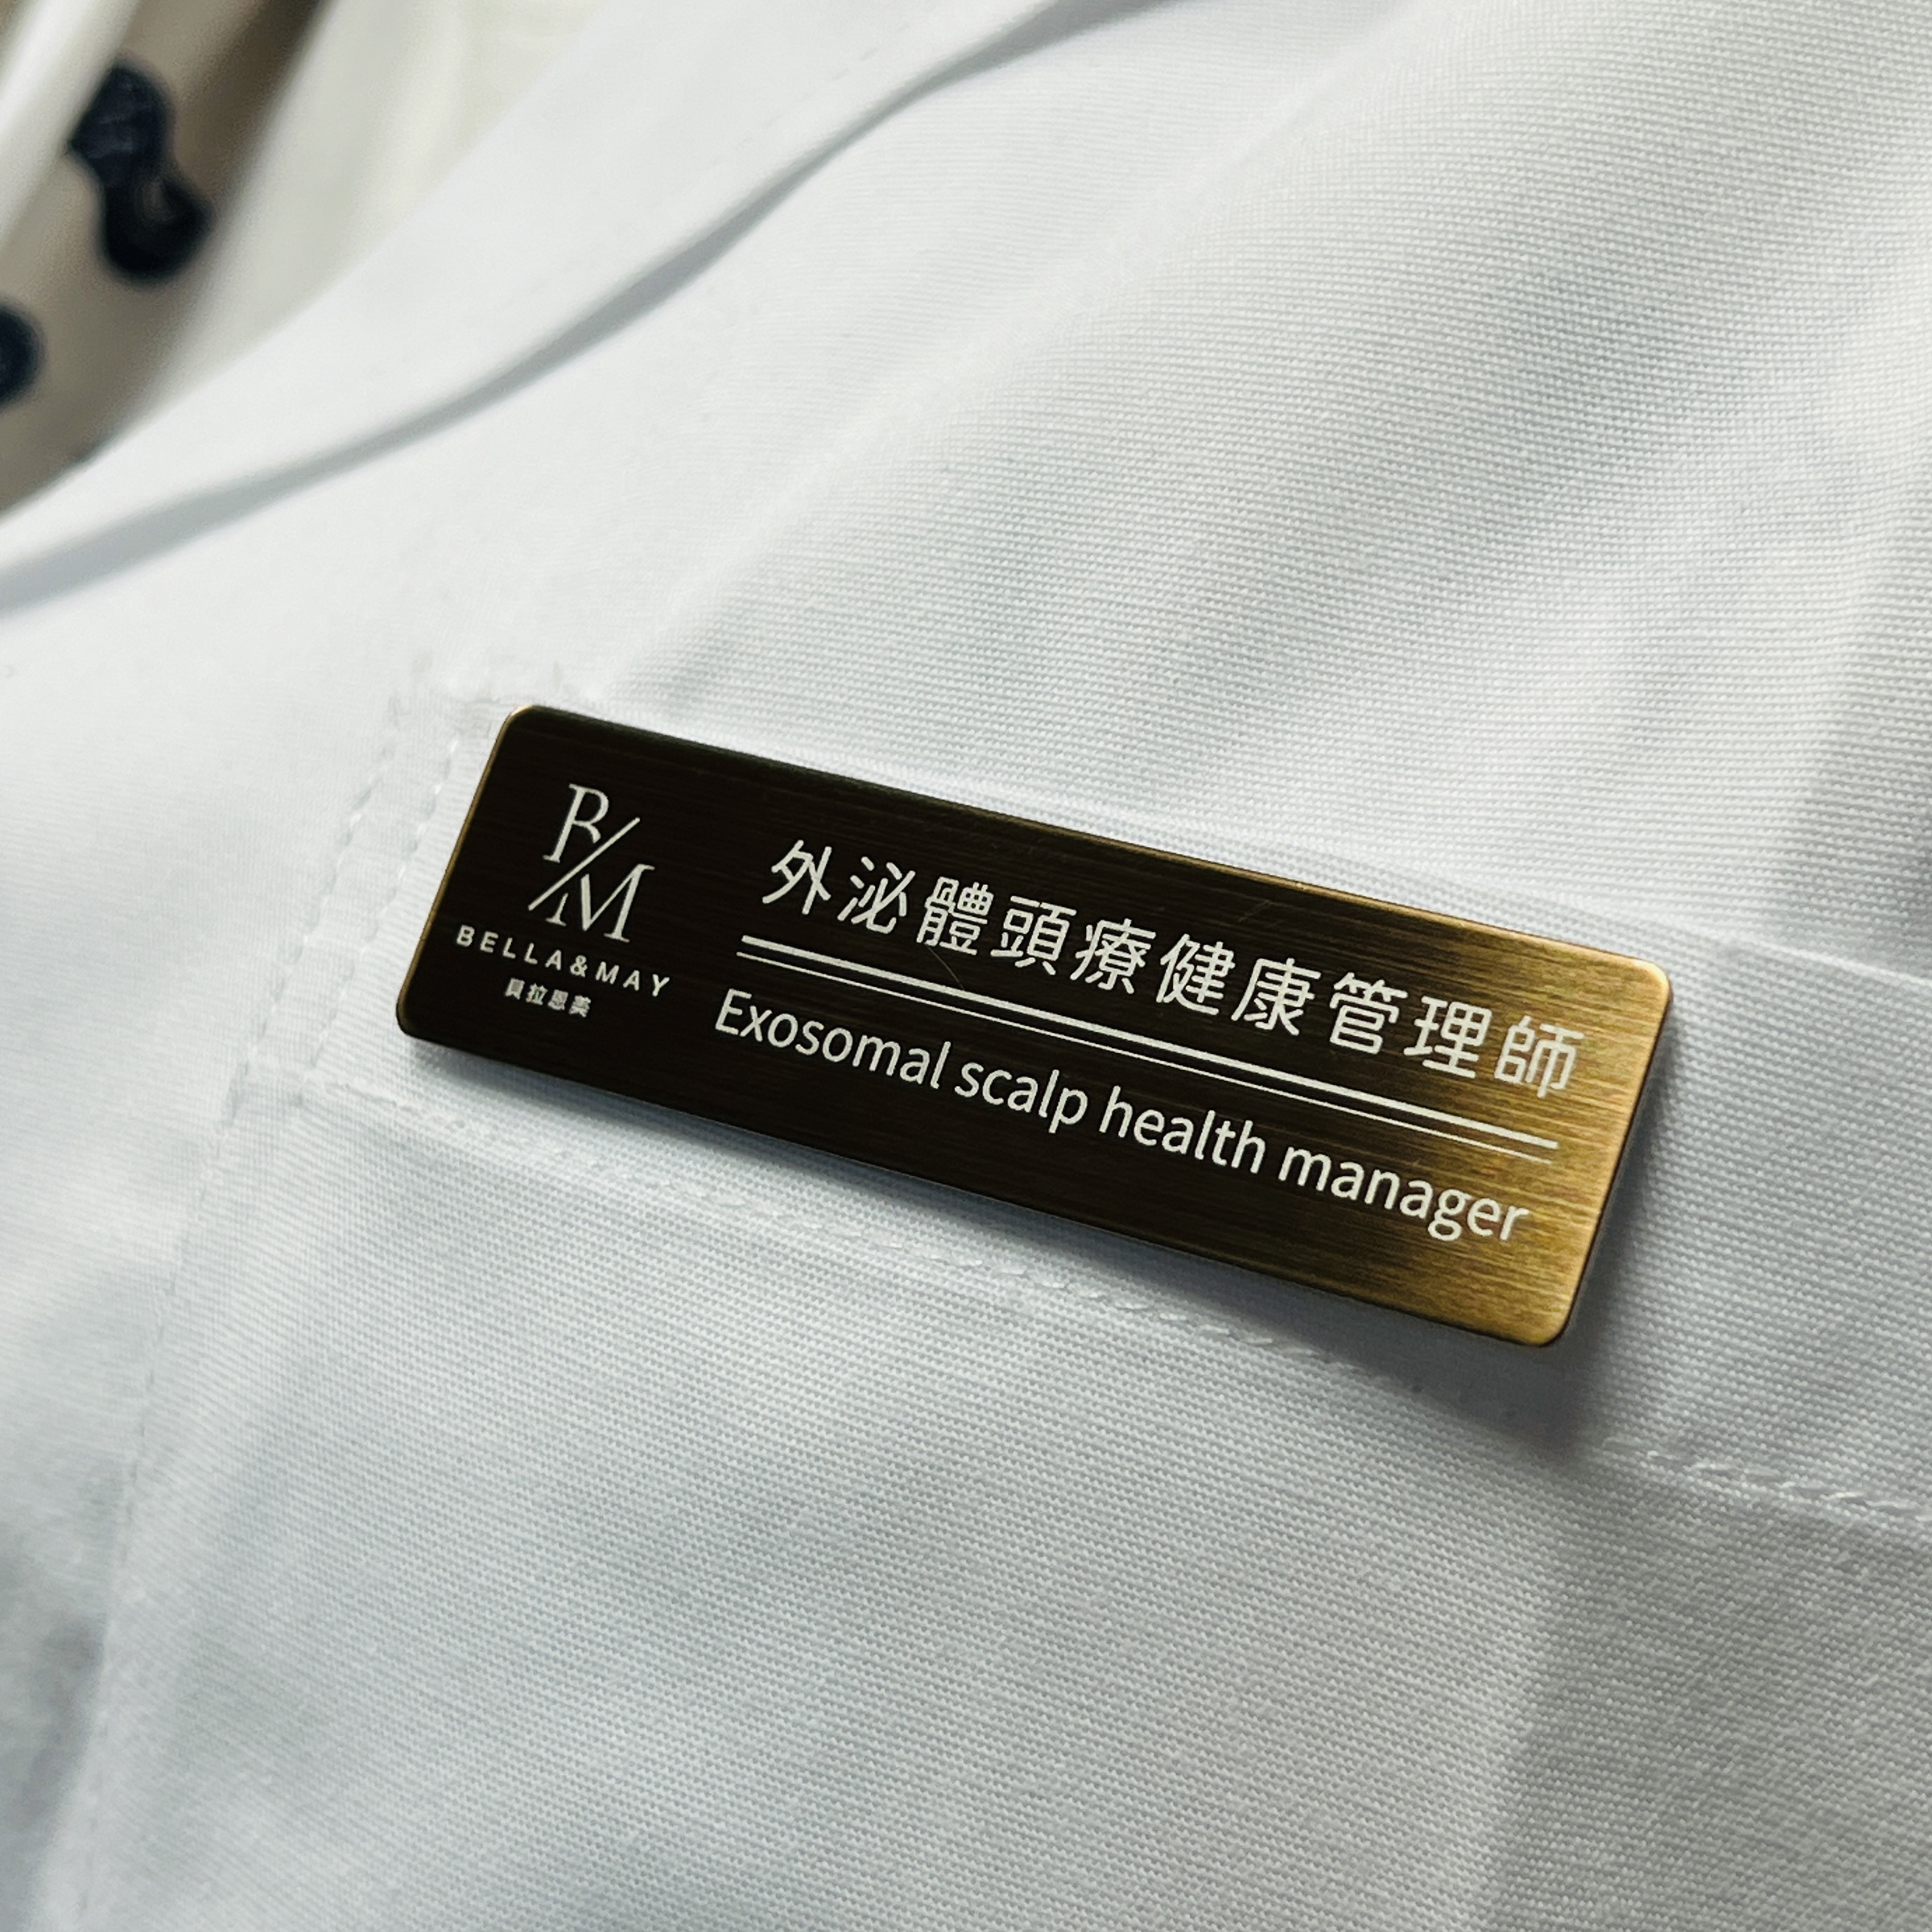 B/M
BELLA&MAY
貝拉恩美
外泌體頭療健康管理師
Exosomal scalp health manager